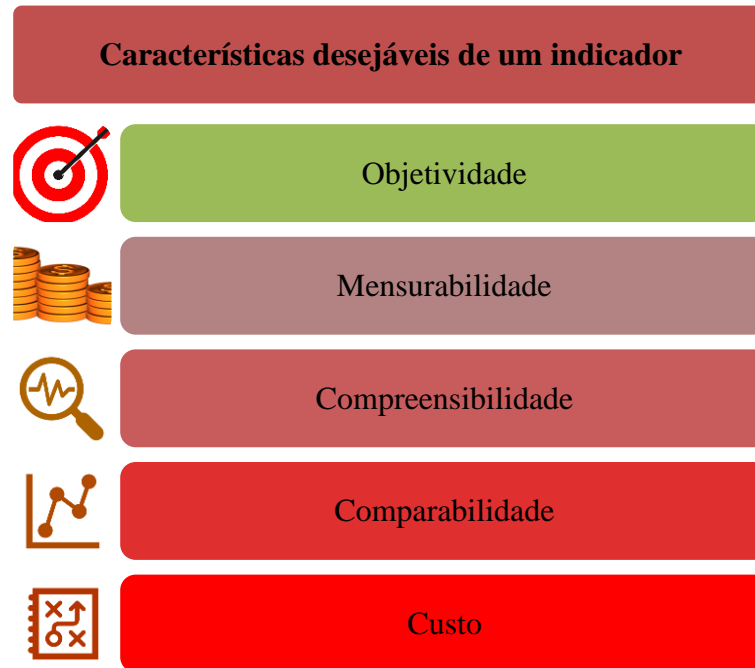 Características desejáveis de um indicador
Objetividade
Mensurabilidade
Compreensibilidade
Comparabilidade
Custo